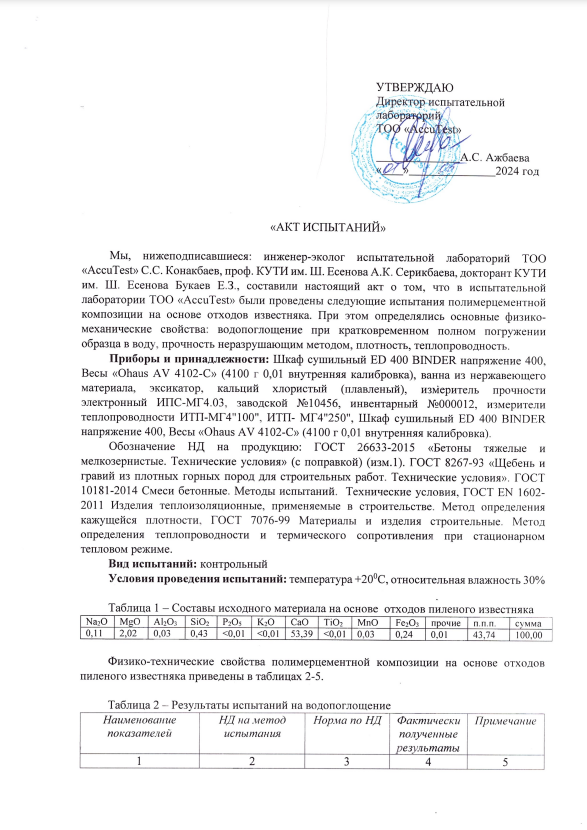 УТВЕРЖДАЮ
Директор испытательной
лабораторий
ТОО «AccuTest»
______________А.С. Ажбаева
«___»_______________2024 год
«АКТ ИСПЫТАНИЙ»
Мы, нижеподписавшиеся: инженер-эколог испытательной лабораторий ТОО
«AccuTest» С.С. Конакбаев, проф. КУТИ им. Ш. Есенова А.К. Серикбаева, докторант КУТИ
им. Ш. Есенова Букаев Е.З., составили настоящий акт о том, что в испытательной
лаборатории ТОО «AccuTest» были проведены следующие испытания полимерцементной
композиции на основе отходов известняка. При этом определялись основные физико-
механические свойства: водопоглощение при кратковременном полном погружении
образца в воду, прочность неразрушающим методом, плотность, теплопроводность.
Приборы и принадлежности: Шкаф сушильный ED 400 BINDER напряжение 400,
Весы «Ohaus AV 4102-C» (4100 г 0,01 внутренняя калибровка), ванна из нержавеющего
материала, эксикатор, кальций хлористый (плавленый), измеритель прочности
электронный ИПС-МГ4.03, заводской №10456, инвентарный №000012, измерители
теплопроводности ИТП-МГ4"100", ИТП- МГ4"250", Шкаф сушильный ED 400 BINDER
напряжение 400, Весы «Ohaus AV 4102-C» (4100 г 0,01 внутренняя калибровка).
Обозначение НД на продукцию: ГОСТ 26633-2015 «Бетоны тяжелые и
мелкозернистые. Технические условия» (с поправкой) (изм.1). ГОСТ 8267-93 «Щебень и
гравий из плотных горных пород для строительных работ. Технические условия». ГОСТ
10181-2014 Смеси бетонные. Методы испытаний. Технические условия, ГОСТ EN 1602-
2011 Изделия теплоизоляционные, применяемые в строительстве. Метод определения
кажущейся плотности. ГОСТ 7076-99 Материалы и изделия строительные. Метод
определения теплопроводности и термического сопротивления при стационарном
тепловом режиме.
Вид испытаний: контрольный
Условия проведения испытаний: температура +20⁰С, относительная влажность 30%
Таблица 1 – Составы исходного материала на основе отходов пиленого известняка
Na₂O MgO Al₂O₃ SiO₂ P₂O₅ K₂O CaO TiO₂ MnO Fe₂O₃ прочие п.п.п. сумма
0,11 2,02 0,03 0,43 <0,01 <0,01 53,39 <0,01 0,03 0,24 0,01 43,74 100,00
Физико-технические свойства полимерцементной композиции на основе отходов
пиленого известняка приведены в таблицах 2-5.
Таблица 2 – Результаты испытаний на водопоглощение
Наименование показателей НД на метод испытания Норма по НД Фактически полученные результаты Примечание
1 2 3 4 5